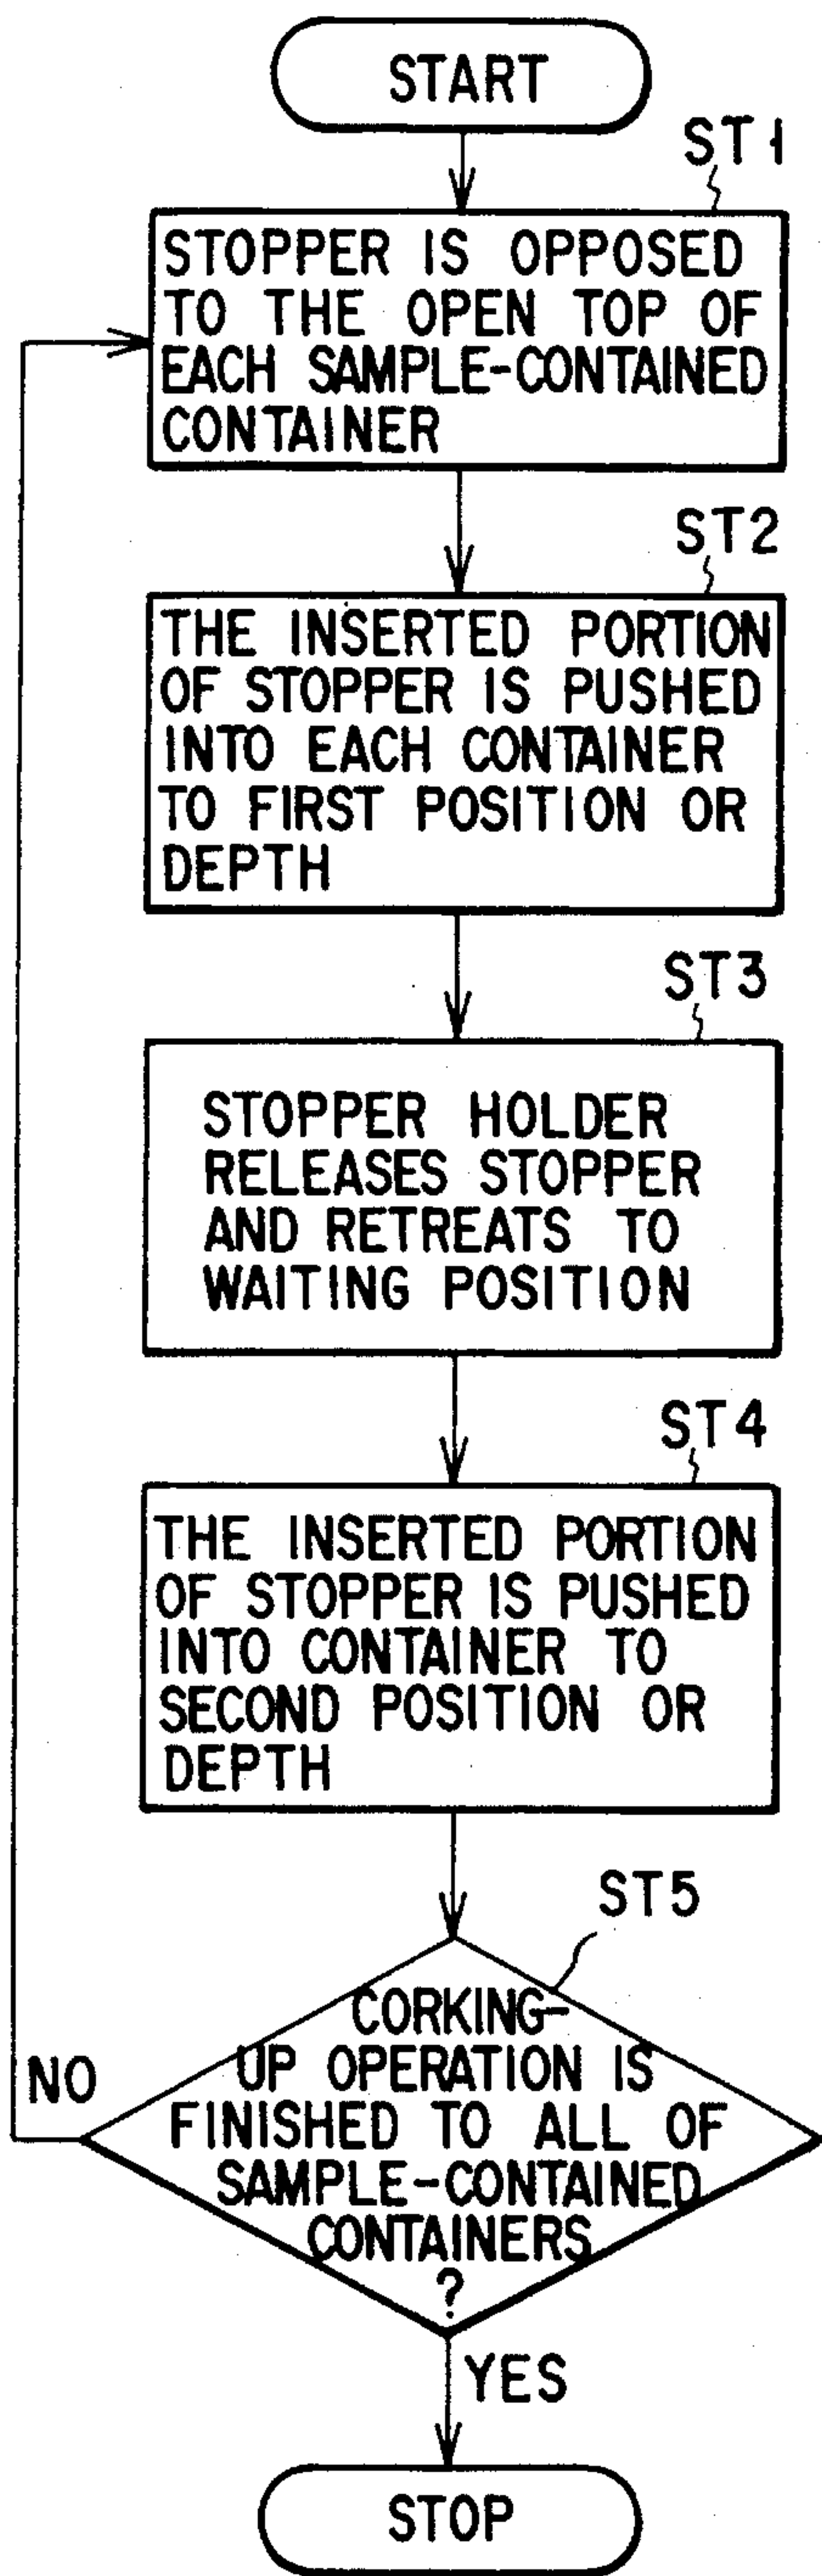 START
ST1
STOPPER IS OPPOSED
TO THE OPEN TOP OF
EACH SAMPLE-CONTAINED
CONTAINER
ST2
THE INSERTED PORTION
OF STOPPER IS PUSHED
INTO EACH CONTAINER
TO FIRST POSITION OR
DEPTH
ST3
STOPPER HOLDER
RELEASES STOPPER
AND RETREATS TO
WAITING POSITION
ST4
THE INSERTED PORTION
OF STOPPER IS PUSHED
INTO CONTAINER TO
SECOND POSITION OR
DEPTH
ST5
CORKING-
UP OPERATION IS
FINISHED TO ALL OF
SAMPLE-CONTAINED
CONTAINERS
?
NO
YES
STOP